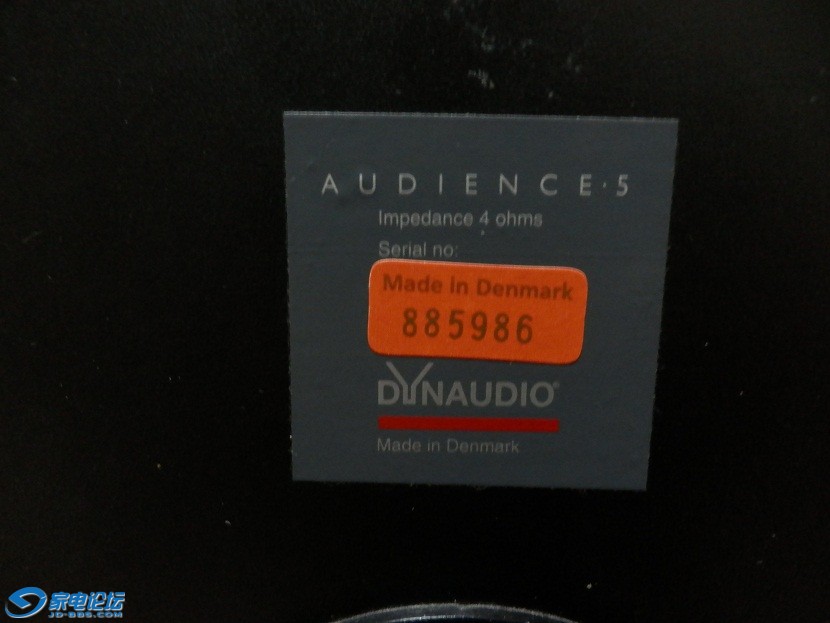 AUDIENCE·5
Impedance 4 ohms
Serial no:
Made in Denmark
885986
DYNAUDIO®
Made in Denmark
家电论坛
JD-BBS.COM